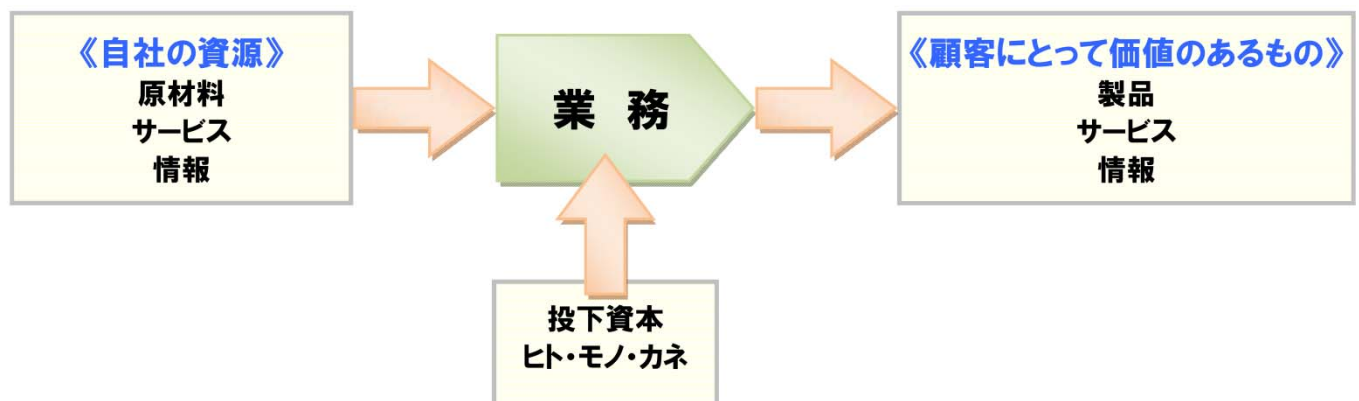 《自社の資源》
原材料
サービス
情報
業 務
《顧客にとって価値のあるもの》
製品
サービス
情報
投下資本
ヒト・モノ・カネ